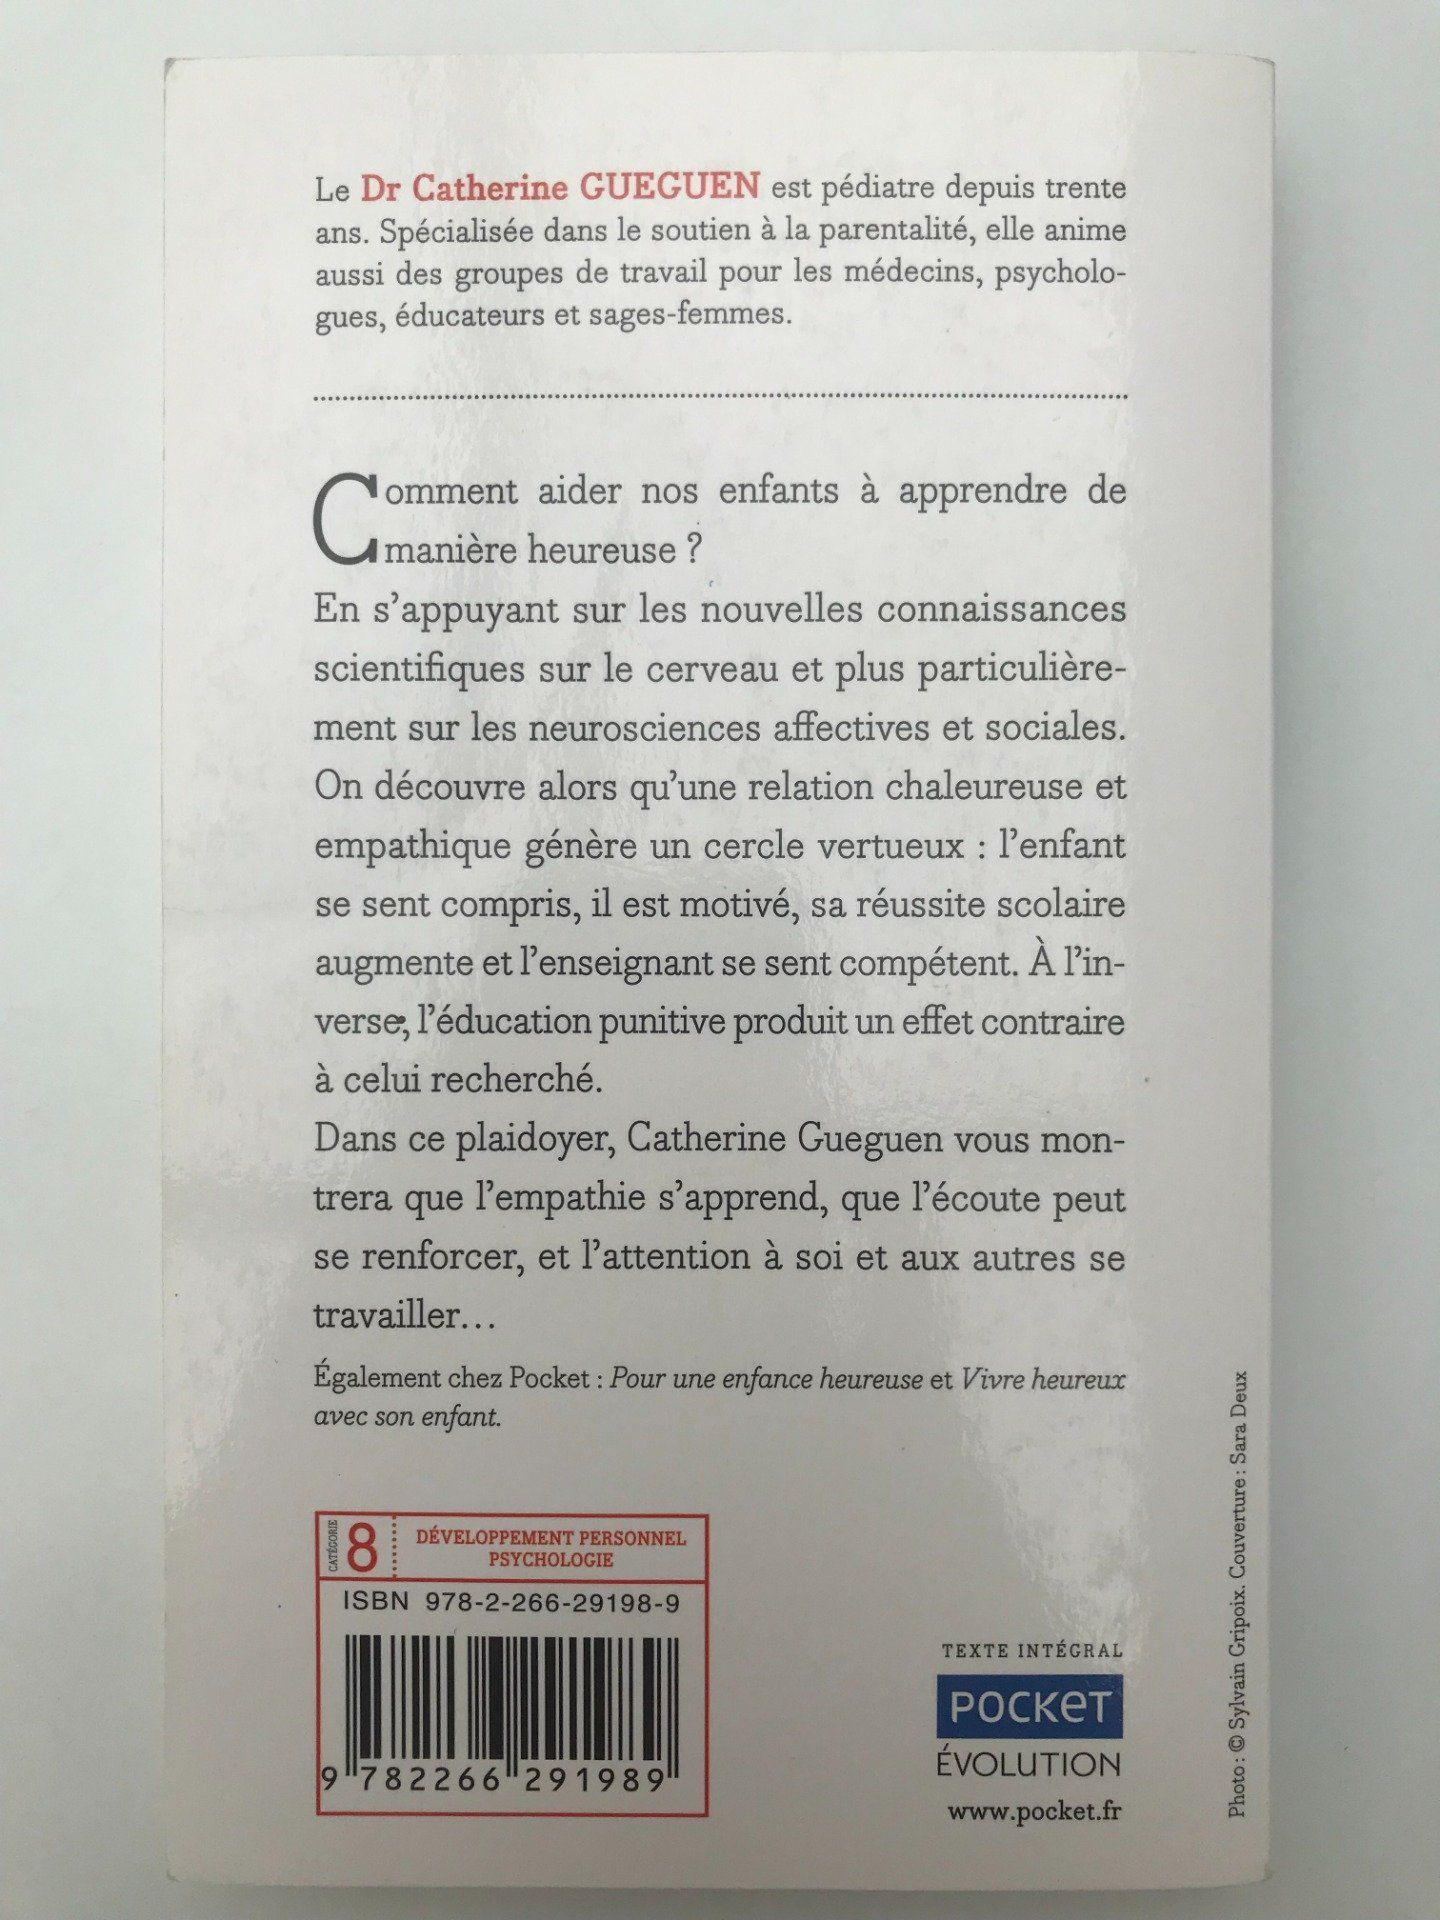 Le Dr Catherine GUEGUEN est pédiatre depuis trente
ans. Spécialisée dans le soutien à la parentalité, elle anime
aussi des groupes de travail pour les médecins, psycholo-
gues, éducateurs et sages-femmes.
Comment aider nos enfants à apprendre de
manière heureuse ?
En s'appuyant sur les nouvelles connaissances
scientifiques sur le cerveau et plus particulière-
ment sur les neurosciences affectives et sociales.
On découvre alors qu'une relation chaleureuse et
empathique génère un cercle vertueux : l'enfant
se sent compris, il est motivé, sa réussite scolaire
augmente et l'enseignant se sent compétent. À l'in-
verse, l'éducation punitive produit un effet contraire
à celui recherché.
Dans ce plaidoyer, Catherine Gueguen vous mon-
trera que l'empathie s'apprend, que l'écoute peut
se renforcer, et l'attention à soi et aux autres se
travailler...
Également chez Pocket : Pour une enfance heureuse et Vivre heureux
avec son enfant.
CATÉGORIE
8
DÉVELOPPEMENT PERSONNEL
PSYCHOLOGIE
ISBN 978-2-266-29198-9
9 782266 291989
TEXTE INTÉGRAL
POCKET
ÉVOLUTION
www.pocket.fr
Photo : © Sylvain Gripoix. Couverture : Sara Deux